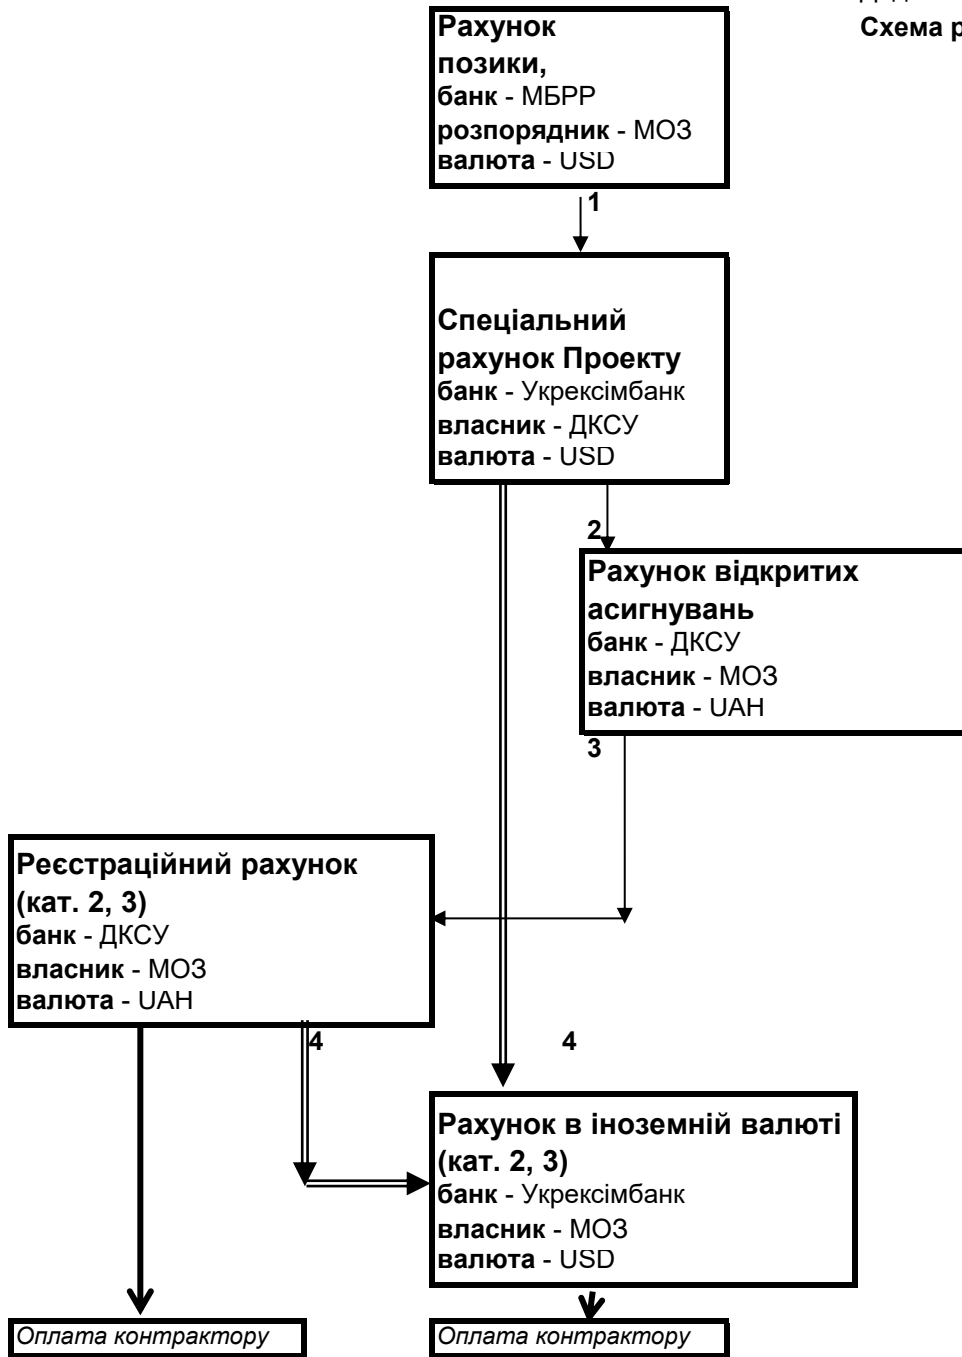 Схема р
Рахунок
позики,
банк - МБРР
розпорядник - МОЗ
валюта - USD
1
Спеціальний
рахунок Проекту
банк - Укрексімбанк
власник - ДКСУ
валюта - USD
2
Рахунок відкритих
асигнувань
банк - ДКСУ
власник - МОЗ
валюта - UAH
3
Реєстраційний рахунок
(кат. 2, 3)
банк - ДКСУ
власник - МОЗ
валюта - UAH
4
4
Рахунок в іноземній валюті
(кат. 2, 3)
банк - Укрексімбанк
власник - МОЗ
валюта - USD
Оплата контрактору
Оплата контрактору